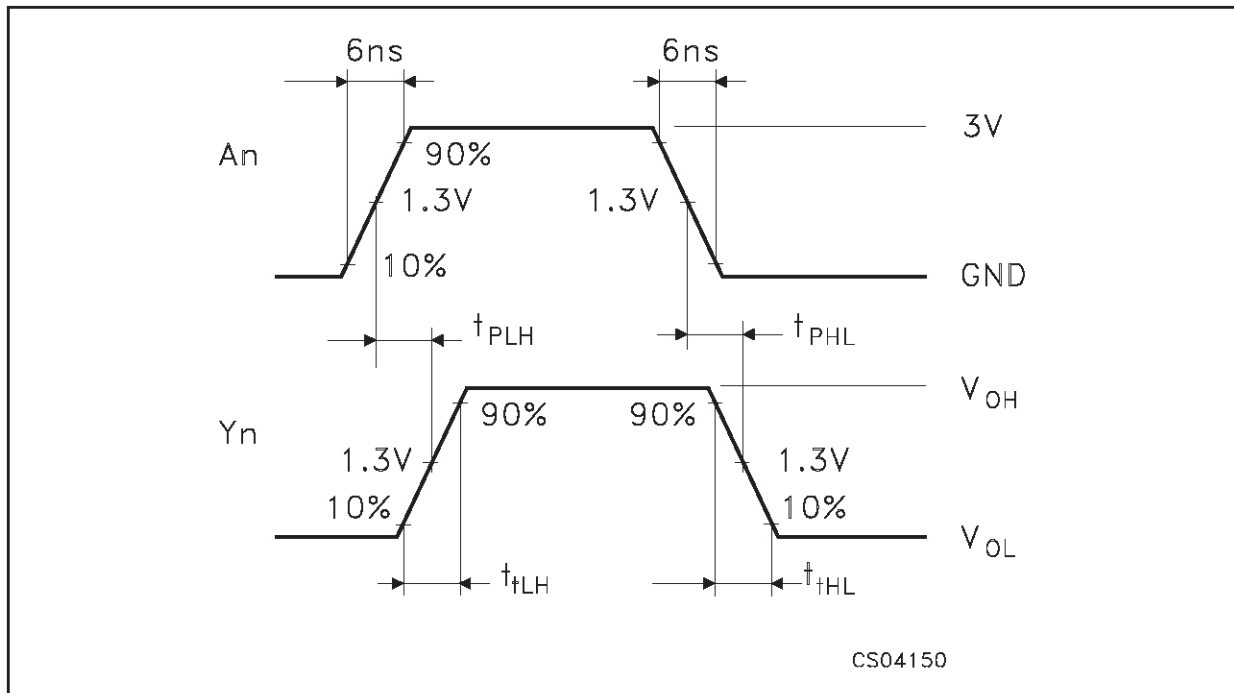 6ns 6ns
An 3V
90%
1.3V 1.3V
10% GND
tPLH tPHL
VOH
Yn 90% 90%
1.3V 1.3V
10% 10%
VOL
ttLH ttHL
CS04150